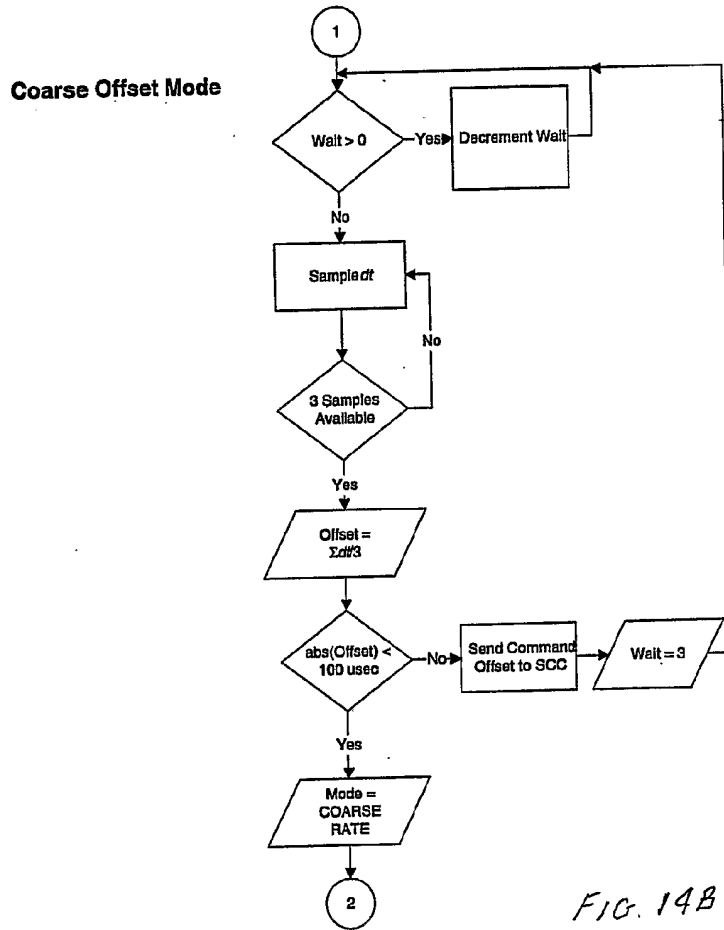 1
Coarse Offset Mode
Wait > 0
Yes
Decrement Wait
No
Sample dt
No
3 Samples
Available
Yes
Offset =
Σdt/3
abs(Offset) <
100 usec
No
Send Command
Offset to SCC
Wait = 3
Yes
Mode =
COARSE
RATE
2
FIG. 14B